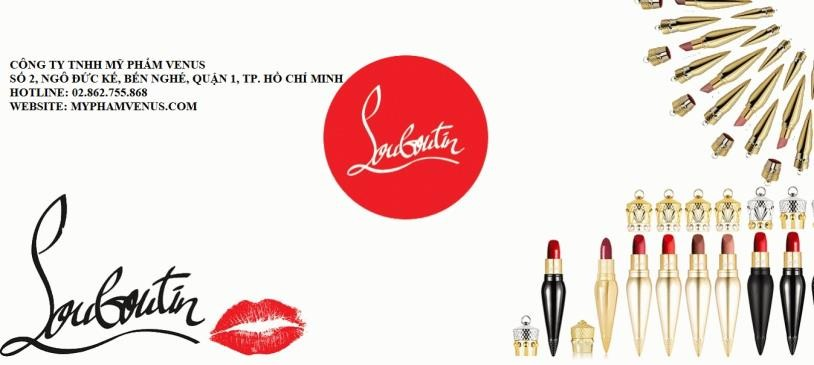 CÔNG TY TNHH MỸ PHẨM VENUS
SỐ 2, NGÔ ĐỨC KẾ, BẾN NGHÉ, QUẬN 1, TP. HỒ CHÍ MINH
HOTLINE: 02.862.755.868
WEBSITE: MYPHAMVENUS.COM
Louboutin
Louboutin